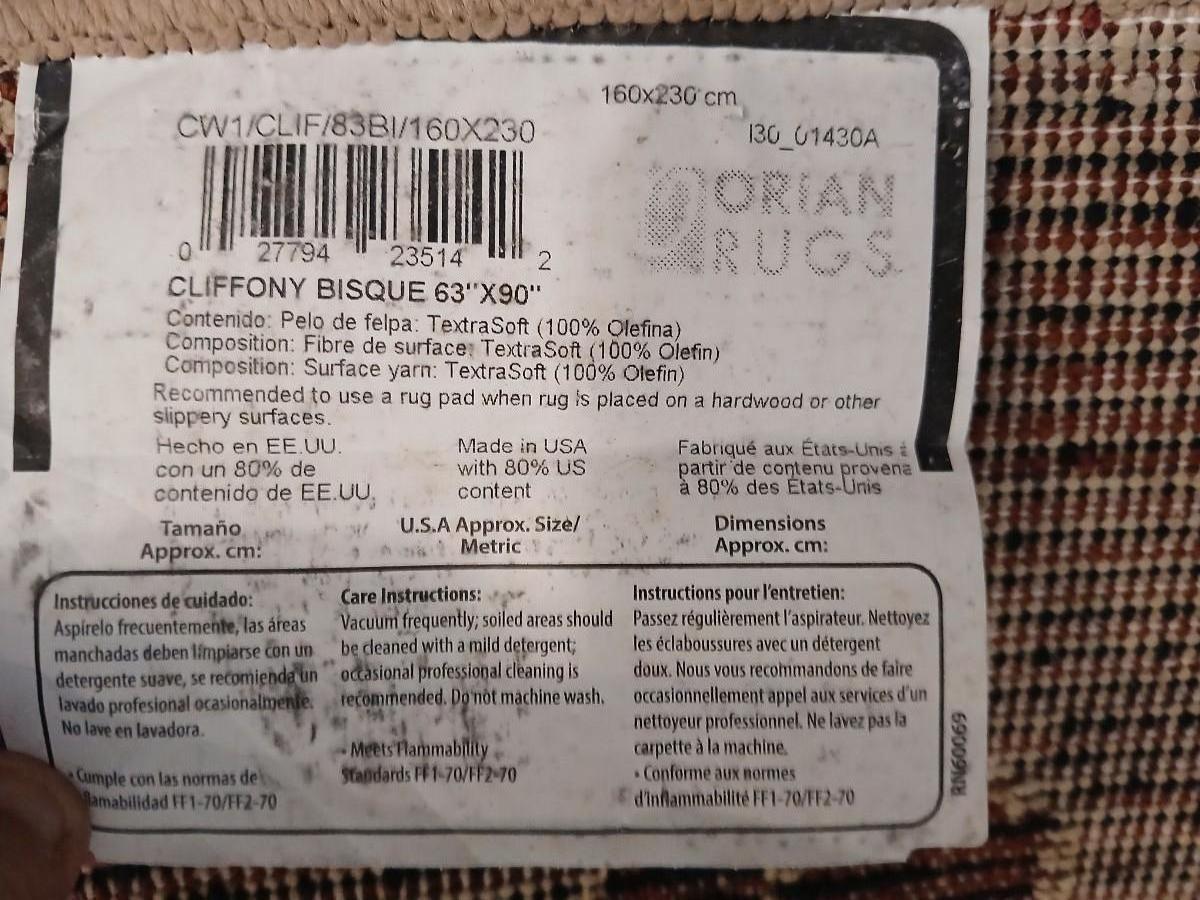 160x230 cm
CW1/CLIF/83BI/160X230
I30_01430A
ORIAN
RUGS
0 27794 23514 2
CLIFFONY BISQUE 63"X90"
Contenido: Pelo de felpa: TextraSoft (100% Olefina)
Composition: Fibre de surface: TextraSoft (100% Olefin)
Composition: Surface yarn: TextraSoft (100% Olefin)
Recommended to use a rug pad when rug is placed on a hardwood or other
slippery surfaces.
Hecho en EE.UU.
con un 80% de
contenido de EE.UU.
Made in USA
with 80% US
content
Fabriqué aux États-Unis à
partir de contenu provena
à 80% des États-Unis
Tamaño
Approx. cm:
U.S.A Approx. Size/
Metric
Dimensions
Approx. cm:
Instrucciones de cuidado:
Aspírelo frecuentemente, las áreas
manchadas deben limpiarse con un
detergente suave, se recomienda un
lavado profesional ocasionalmente.
No lave en lavadora.
• Cumple con las normas de
flamabilidad FF1-70/FF2-70
Care Instructions:
Vacuum frequently; soiled areas should
be cleaned with a mild detergent;
occasional professional cleaning is
recommended. Do not machine wash.
• Meets Flammability
Standards FF1-70/FF2-70
Instructions pour l'entretien:
Passez régulièrement l'aspirateur. Nettoyez
les éclaboussures avec un détergent
doux. Nous vous recommandons de faire
occasionnellement appel aux services d'un
nettoyeur professionnel. Ne lavez pas la
carpette à la machine.
• Conforme aux normes
d'inflammabilité FF1-70/FF2-70
RN60069